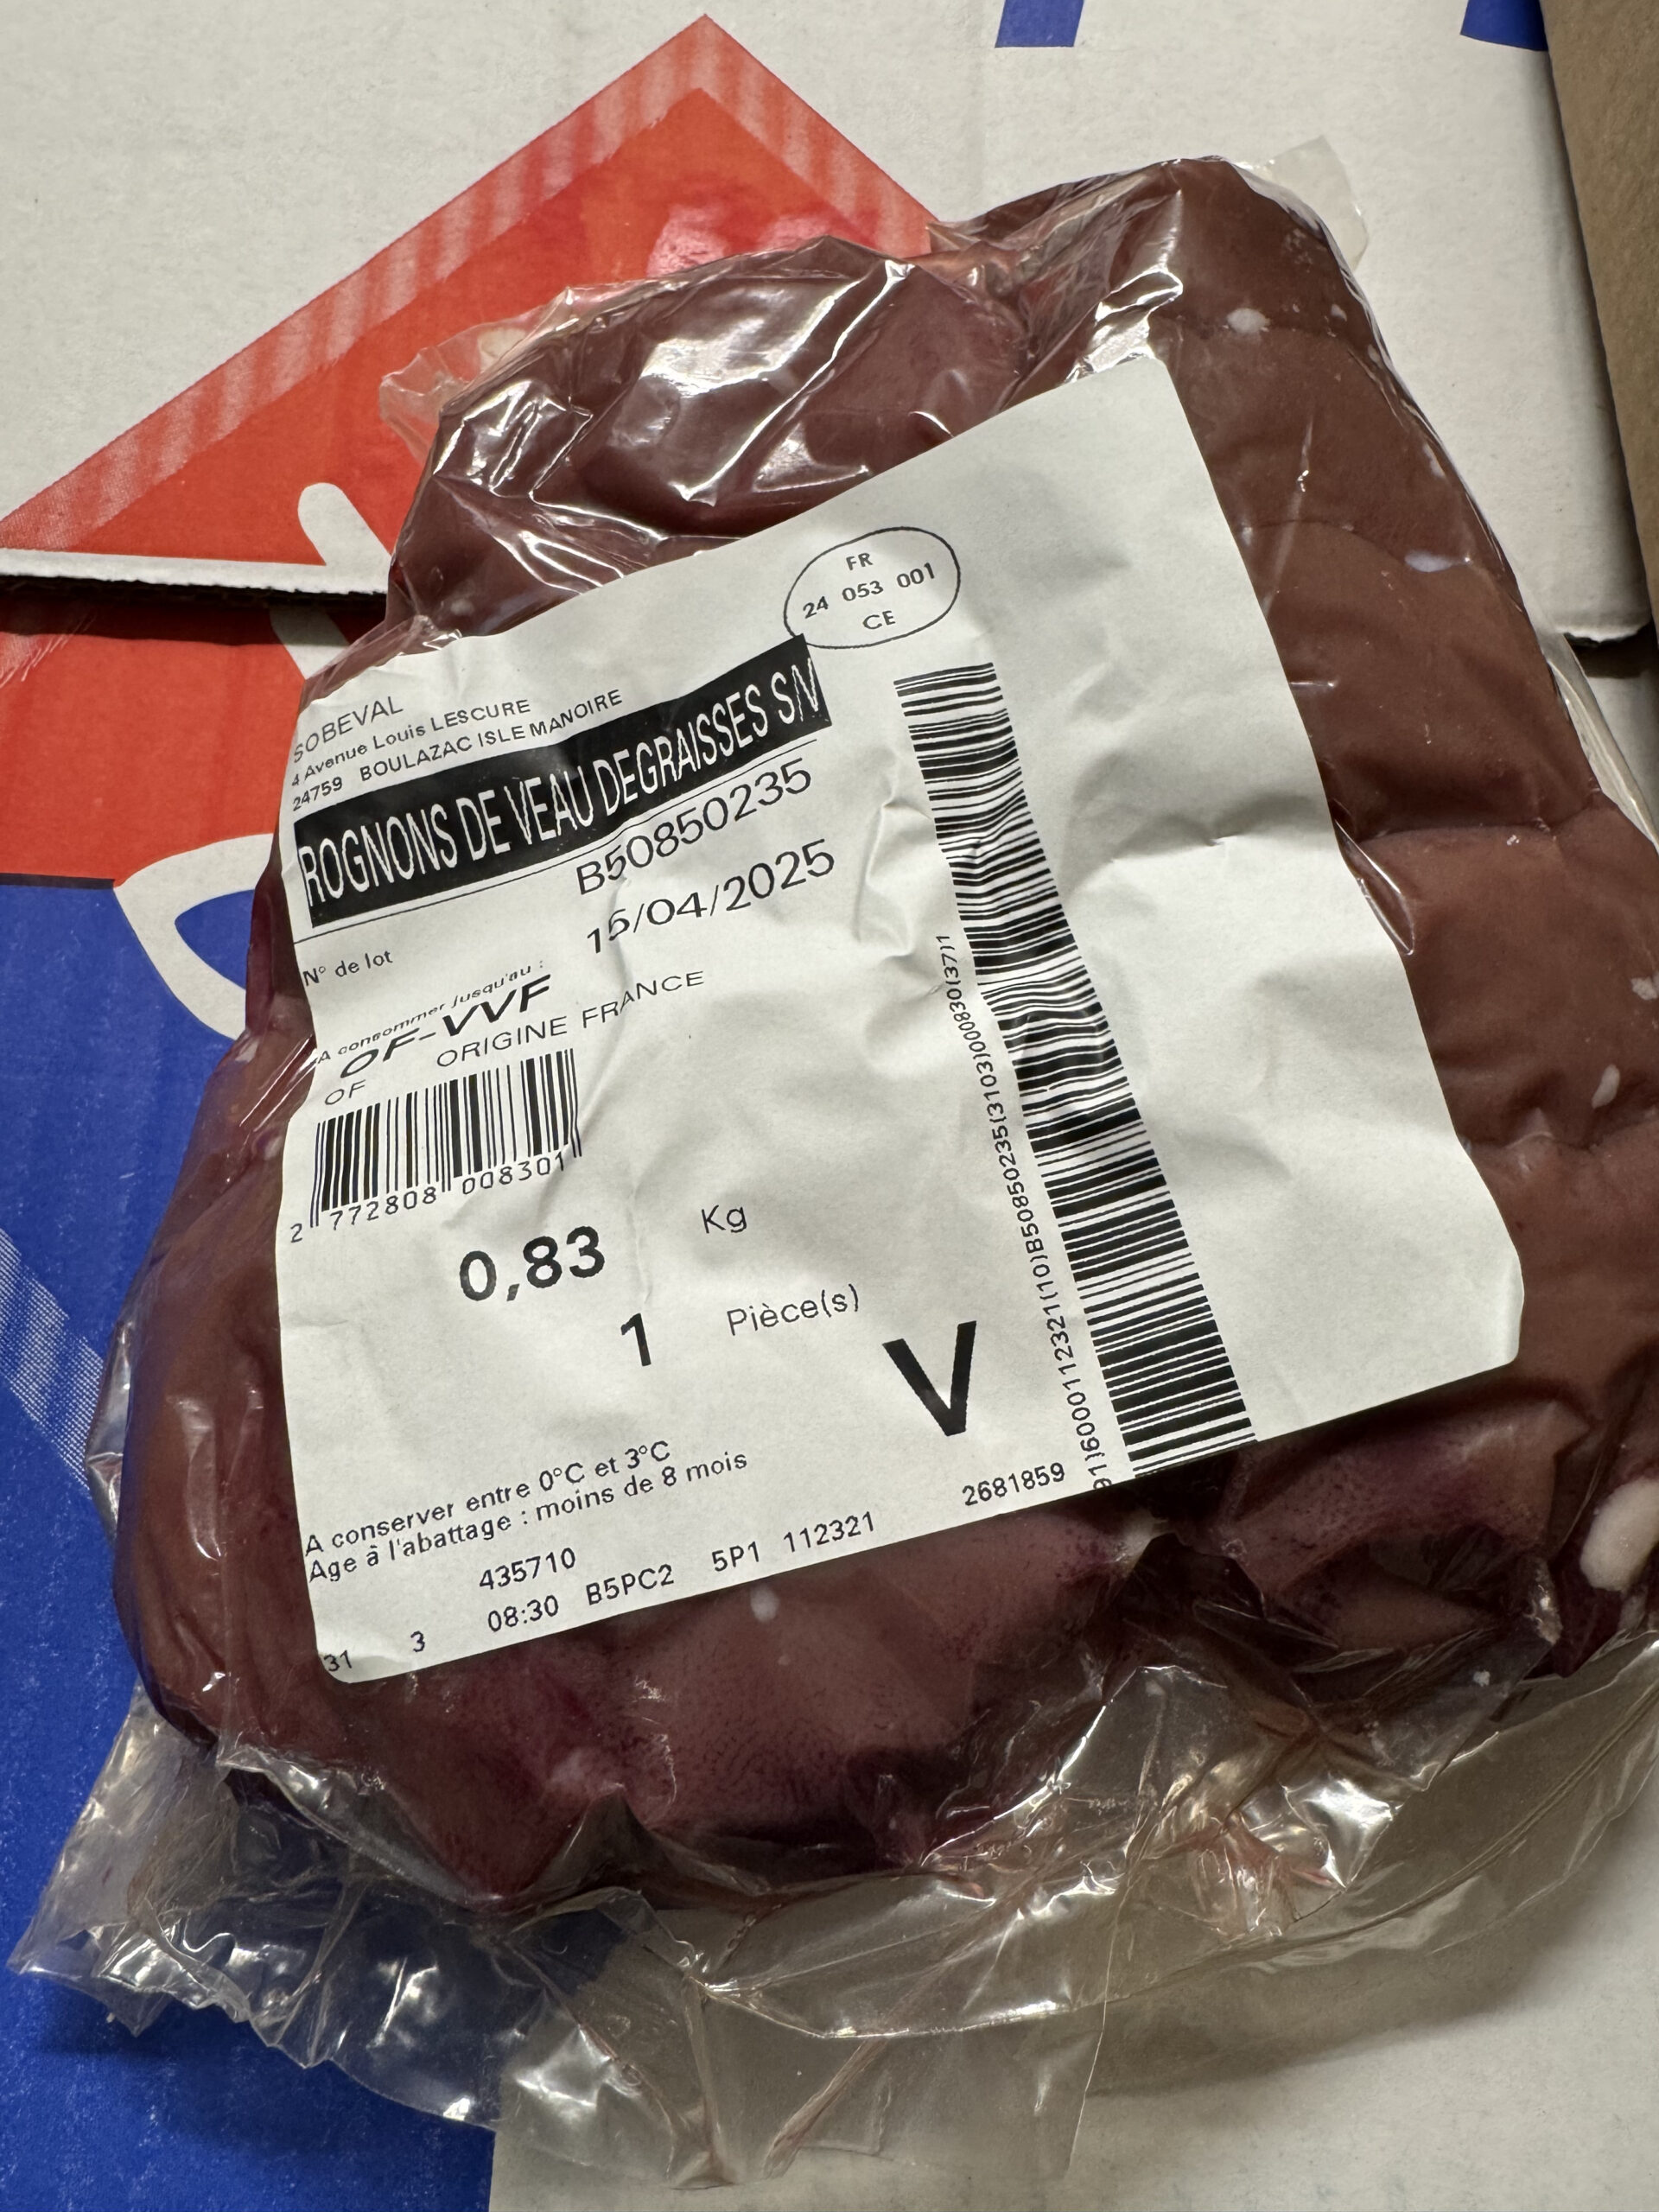 FR
24 053 001
CE
SOBEVAL
4 Avenue Louis LESCURE
24759 BOULAZAC ISLE MANOIRE
ROGNONS DE VEAU DEGRAISSES S/V
N° de lot B50850235
A consommer jusqu'au : 15/04/2025
OF-VVF
OF ORIGINE FRANCE
2 772808 008301
0,83 Kg
1 Pièce(s)
V
A conserver entre 0°C et 3°C
Age à l'abattage : moins de 8 mois
435710
31 3 08:30 B5PC2 5P1 112321 2681859
91)6000112321(10)B50850235(3103)000830(37)1